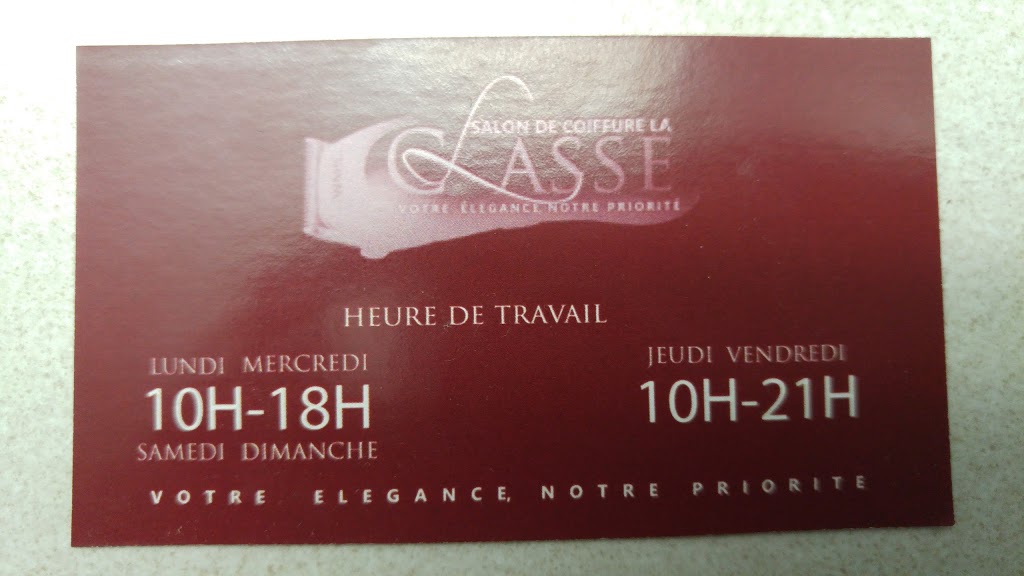 SALON DE COIFFURE LA
CLASSE
VOTRE ÉLÉGANCE NOTRE PRIORITÉ
HEURE DE TRAVAIL
LUNDI MERCREDI
10H-18H
SAMEDI DIMANCHE
JEUDI VENDREDI
10H-21H
VOTRE ELEGANCE, NOTRE PRIORITE